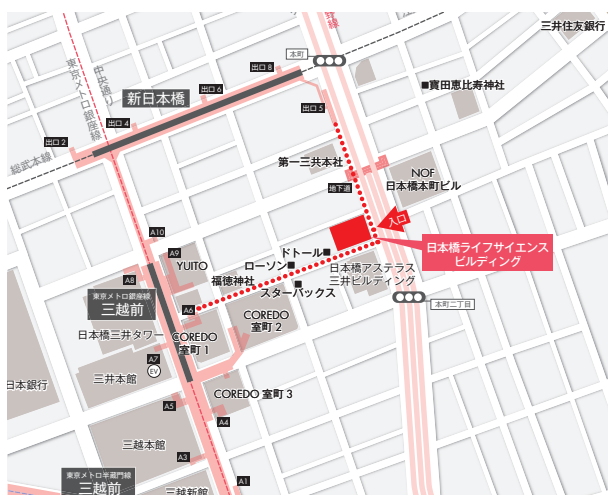 三井住友銀行
本町
出口 8
出口 6
新日本橋
出口 5
寶田恵比寿神社
中央通り
東京メトロ銀座線
出口 4
出口 2
総武本線
第一三共本社
地下道
NOF
日本橋本町ビル
入口
日本橋ライフサイエンス
ビルディング
A10
A9
YUITO
ドトール
ローソン
福徳神社
スターバックス
日本橋アステラス
三井ビルディング
本町二丁目
A8
東京メトロ銀座線
三越前
A6
日本橋三井タワー
COREDO
室町 1
COREDO
室町 2
A7
EV
三井本館
日本銀行
COREDO 室町 3
A5
A4
三越本館
A3
東京メトロ半蔵門線
三越前
三越新館
A1